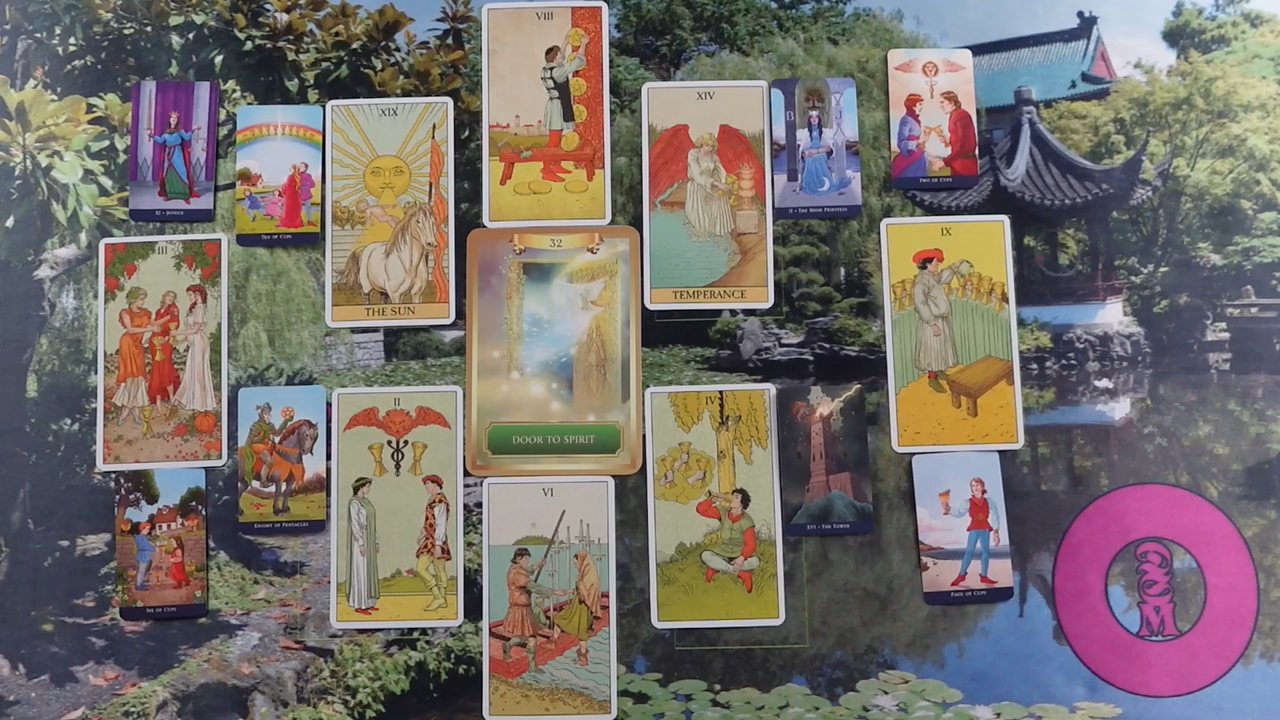 VIII
XIX
XIV
B
XI • JUSTICE
TEN OF CUPS
II • THE HIGH PRIESTESS
TWO OF CUPS
THE SUN
TEMPERANCE
III
32
IX
DOOR TO SPIRIT
II
IV
KNIGHT OF PENTACLES
XVI • THE TOWER
VI
SIX OF CUPS
PAGE OF CUPS